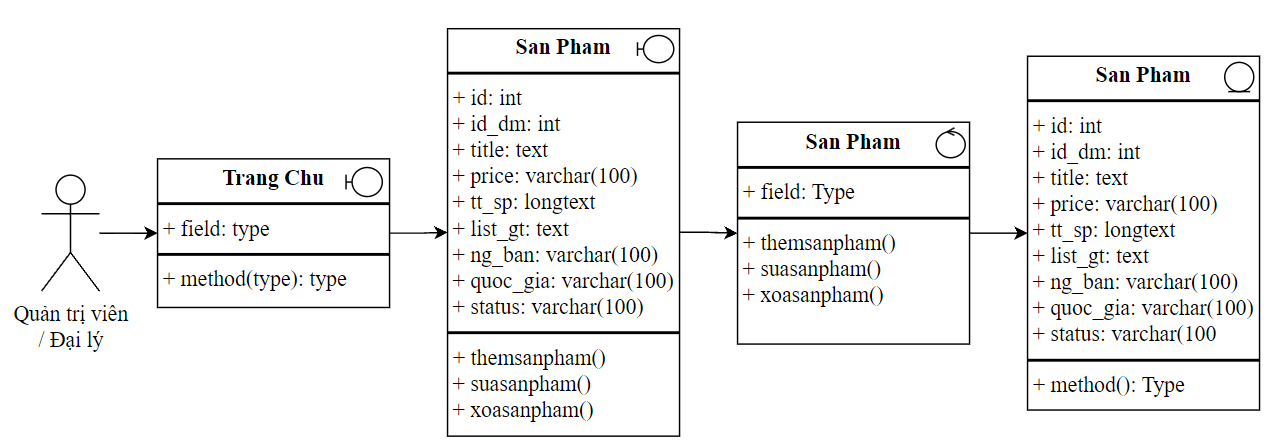 Quản trị viên
/ Đại lý
Trang Chu
+ field: type
+ method(type): type
San Pham
+ id: int
+ id_dm: int
+ title: text
+ price: varchar(100)
+ tt_sp: longtext
+ list_gt: text
+ ng_ban: varchar(100)
+ quoc_gia: varchar(100)
+ status: varchar(100)
+ themsanpham()
+ suasanpham()
+ xoasanpham()
San Pham
+ field: Type
+ themsanpham()
+ suasanpham()
+ xoasanpham()
San Pham
+ id: int
+ id_dm: int
+ title: text
+ price: varchar(100)
+ tt_sp: longtext
+ list_gt: text
+ ng_ban: varchar(100)
+ quoc_gia: varchar(100)
+ status: varchar(100
+ method(): Type